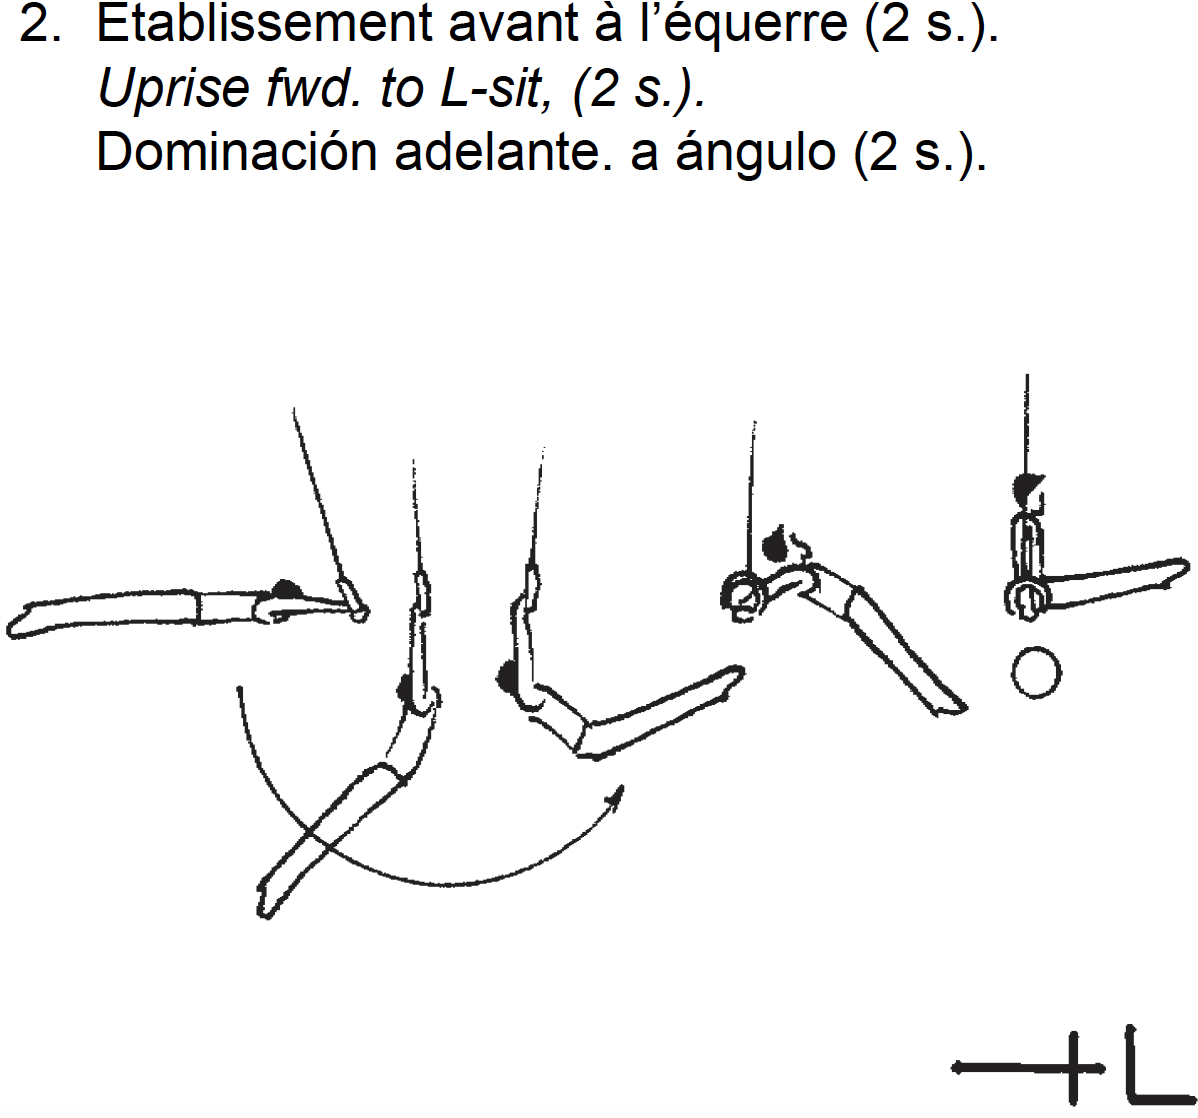 2. Etablissement avant à l’équerre (2 s.).
Uprise fwd. to L-sit, (2 s.).
Dominación adelante. a ángulo (2 s.).